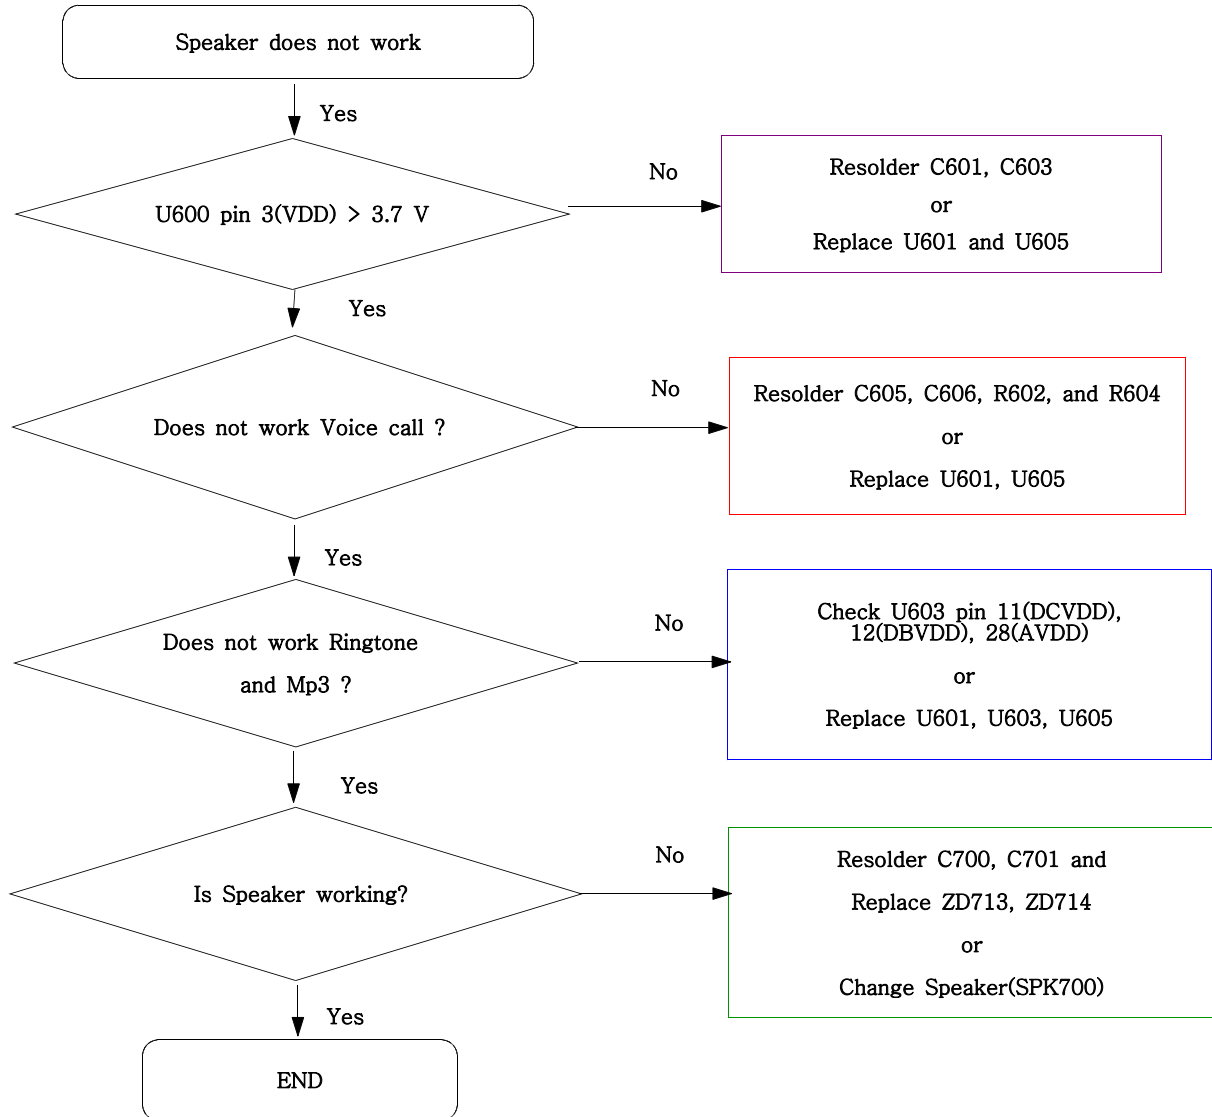 Speaker does not work
Yes
U600 pin 3(VDD) > 3.7 V
No
Resolder C601, C603
or
Replace U601 and U605
Yes
Does not work Voice call ?
No
Resolder C605, C606, R602, and R604
or
Replace U601, U605
Yes
Does not work Ringtone
and Mp3 ?
No
Check U603 pin 11(DCVDD),
12(DBVDD), 28(AVDD)
or
Replace U601, U603, U605
Yes
Is Speaker working?
No
Resolder C700, C701 and
Replace ZD713, ZD714
or
Change Speaker(SPK700)
Yes
END